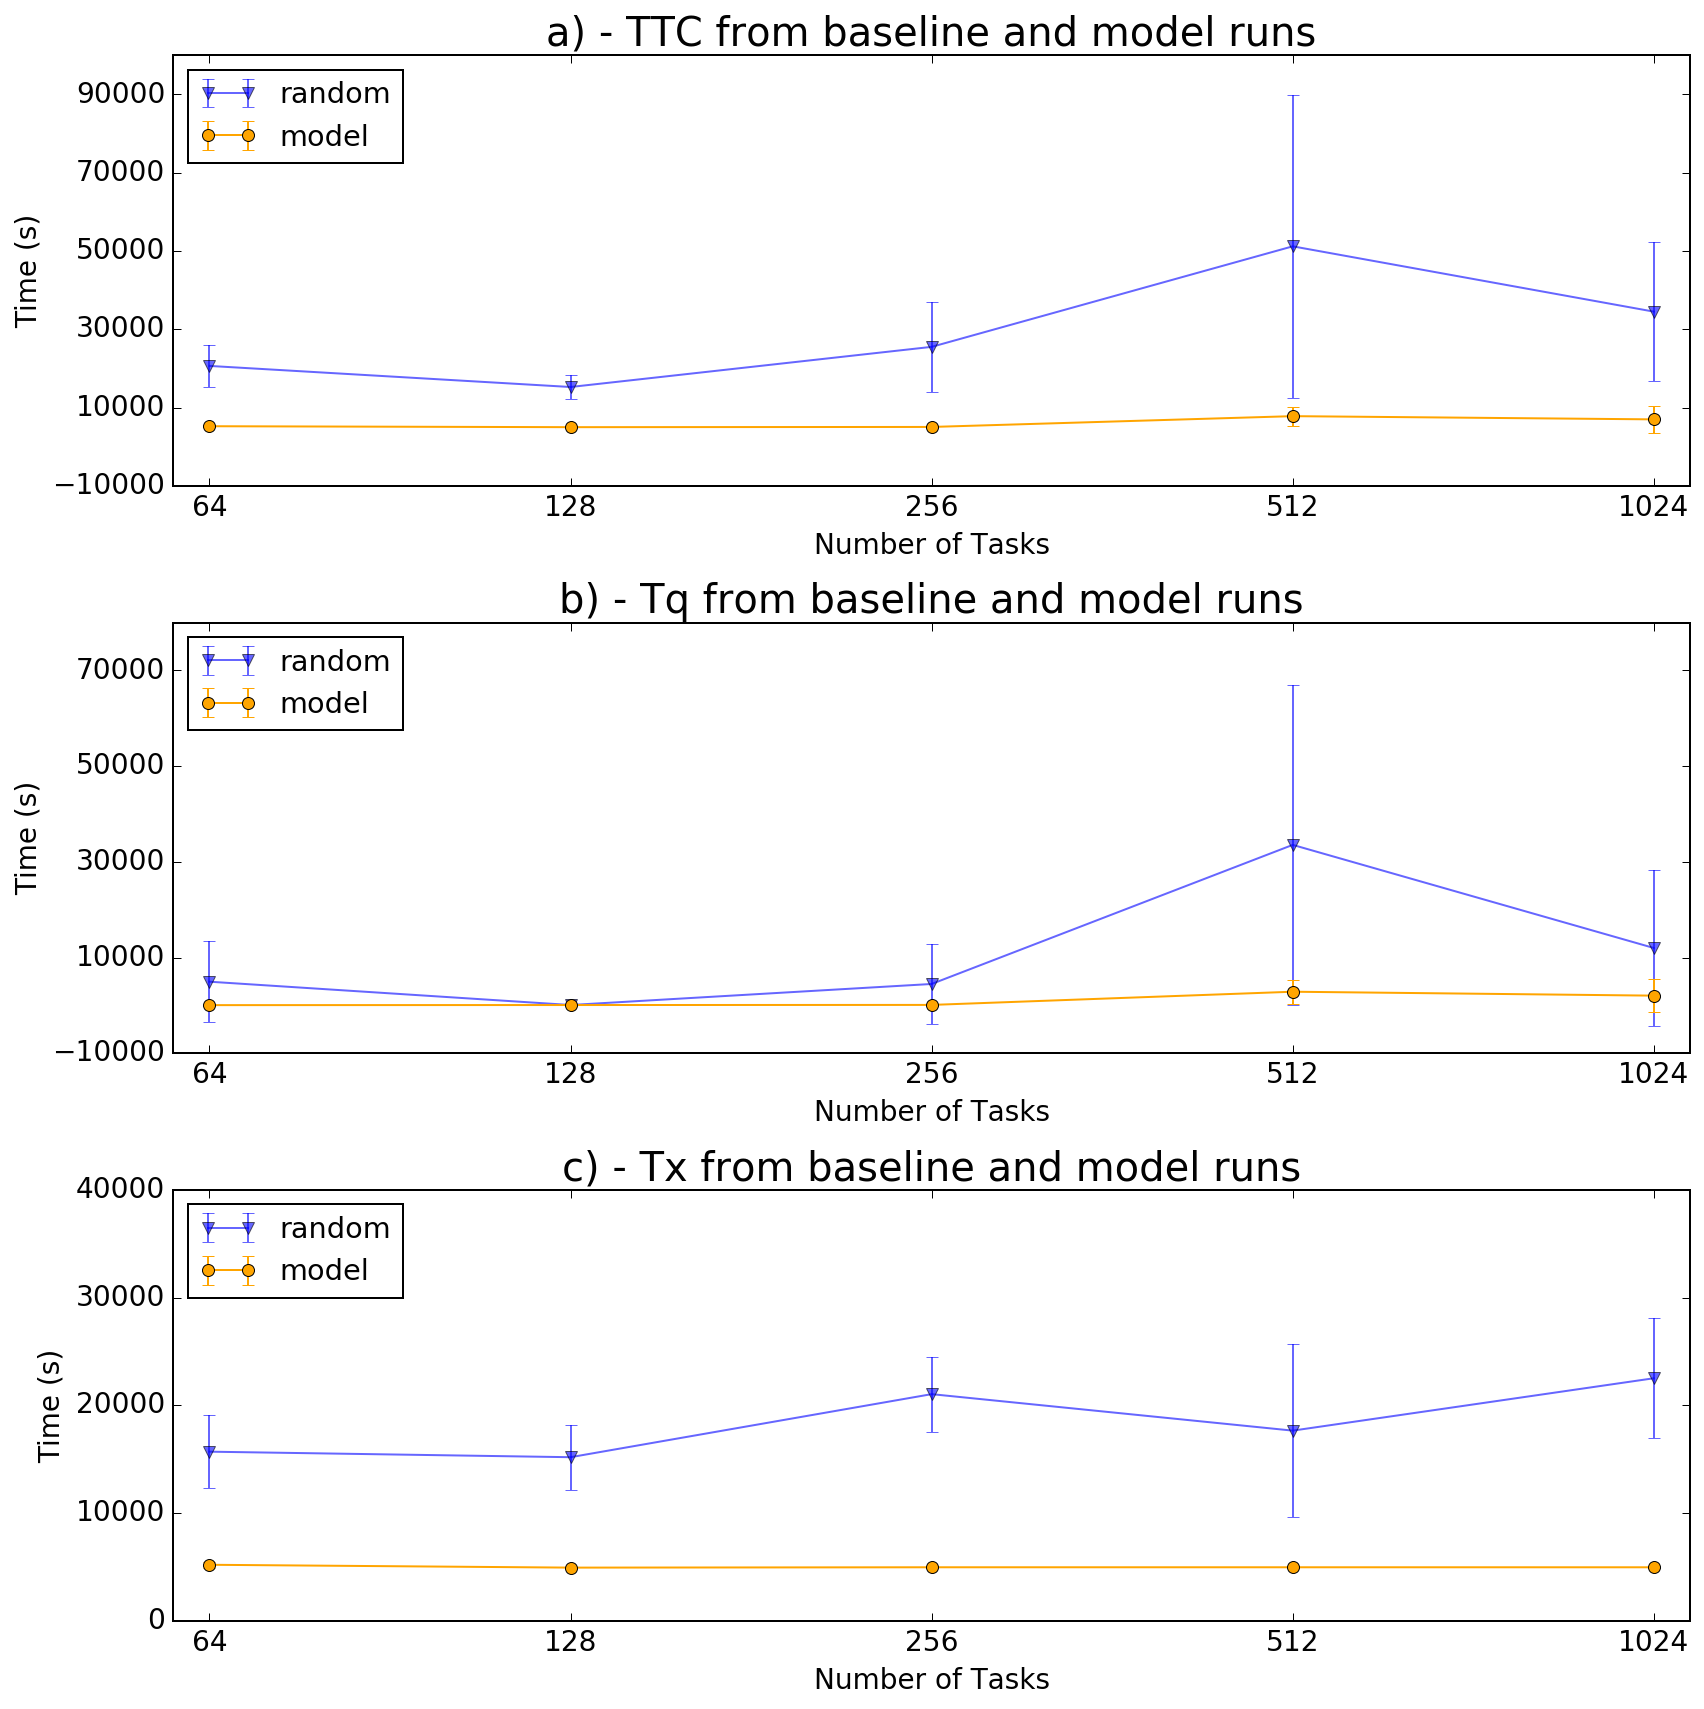 a) - TTC from baseline and model runs
random
model
90000
70000
50000
30000
10000
−10000
Time (s)
64 128 256 512 1024
Number of Tasks
b) - Tq from baseline and model runs
random
model
70000
50000
30000
10000
−10000
Time (s)
64 128 256 512 1024
Number of Tasks
c) - Tx from baseline and model runs
random
model
40000
30000
20000
10000
0
Time (s)
64 128 256 512 1024
Number of Tasks